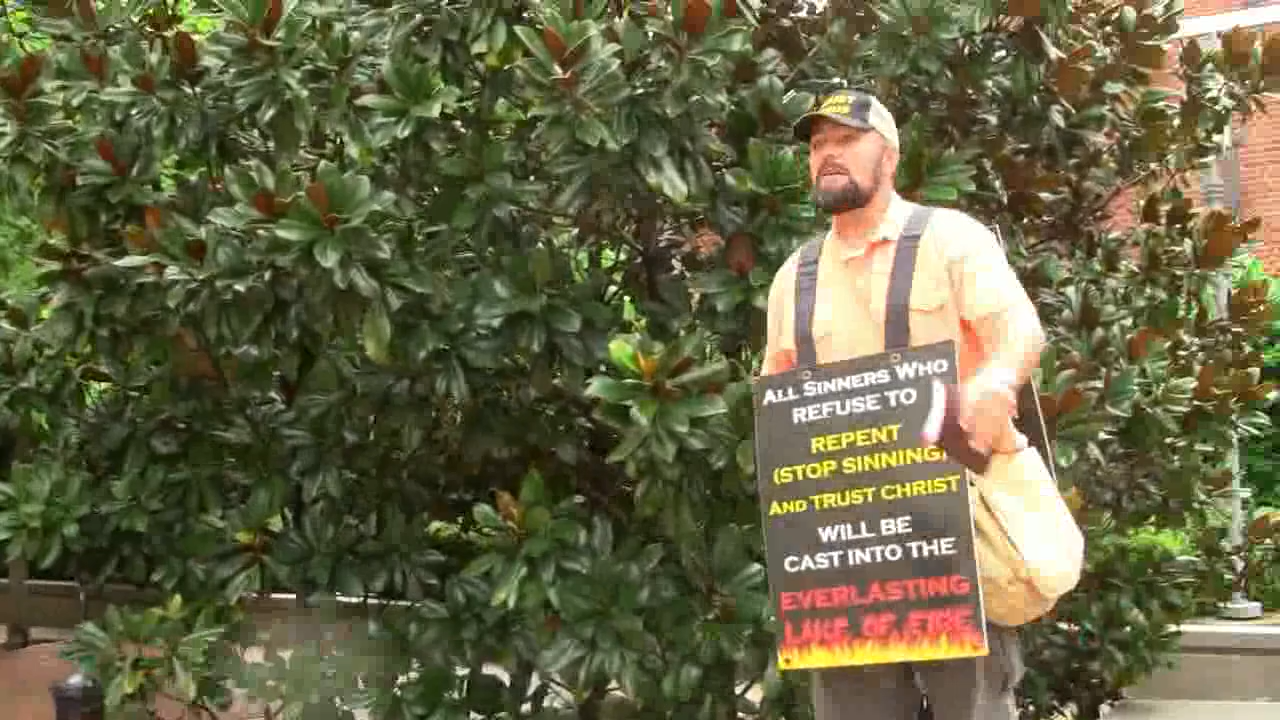 All Sinners Who
refuse to
repent
(stop sinning)
and trust Christ
will be
cast into the
everlasting
lake of fire